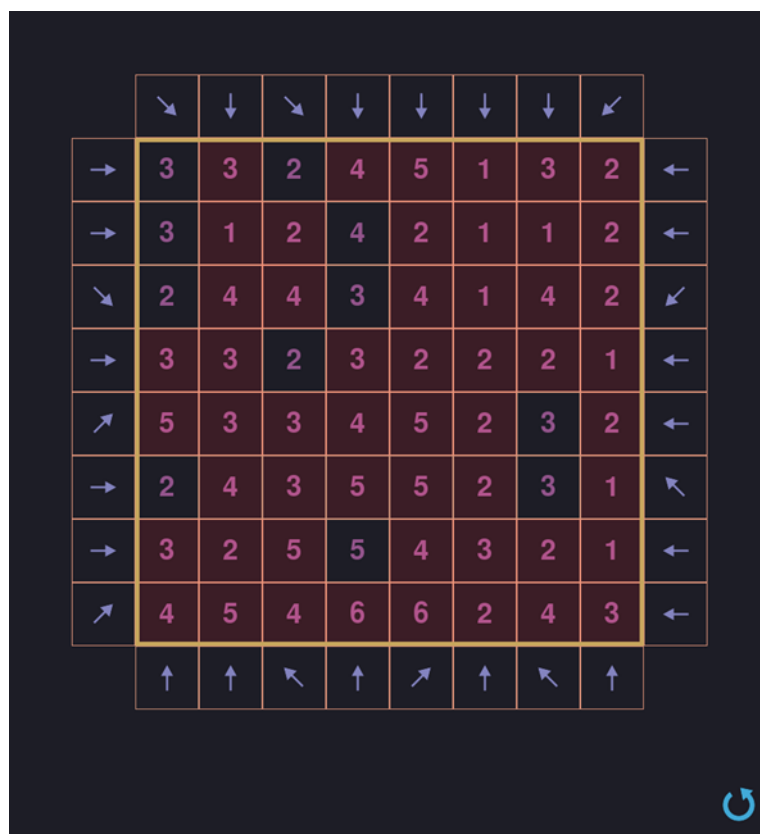 ↘ ↓ ↘ ↓ ↓ ↓ ↓ ↙
→ 3 3 2 4 5 1 3 2 ←
→ 3 1 2 4 2 1 1 2 ←
↘ 2 4 4 3 4 1 4 2 ↙
→ 3 3 2 3 2 2 2 1 ←
↗ 5 3 3 4 5 2 3 2 ←
→ 2 4 3 5 5 2 3 1 ↖
→ 3 2 5 5 4 3 2 1 ←
↗ 4 5 4 6 6 2 4 3 ←
↑ ↑ ↖ ↑ ↗ ↑ ↖ ↑